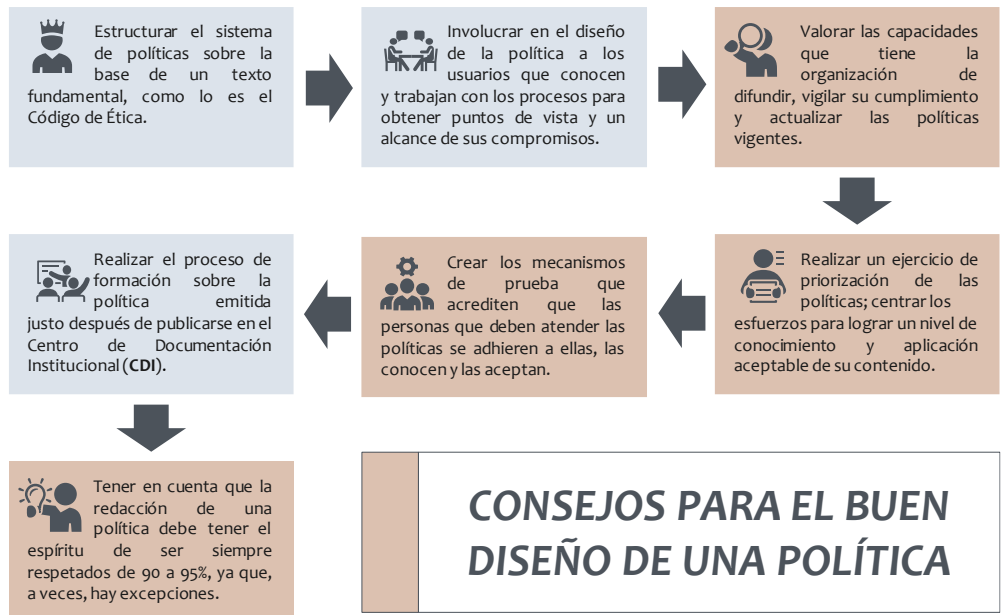 Estructurar el sistema
de políticas sobre la
base de un texto
fundamental, como lo es el
Código de Ética.
Involucrar en el diseño
de la política a los
usuarios que conocen
y trabajan con los procesos para
obtener puntos de vista y un
alcance de sus compromisos.
Valorar las capacidades
que tiene la
organización de
difundir, vigilar su cumplimiento
y actualizar las políticas
vigentes.
Realizar un ejercicio de
priorización de las
políticas; centrar los
esfuerzos para lograr un nivel de
conocimiento y aplicación
aceptable de su contenido.
Crear los mecanismos
de prueba que
acrediten que las
personas que deben atender las
políticas se adhieren a ellas, las
conocen y las aceptan.
Realizar el proceso de
formación sobre la
política emitida
justo después de publicarse en el
Centro de Documentación
Institucional (CDI).
Tener en cuenta que la
redacción de una
política debe tener el
espíritu de ser siempre
respetados de 90 a 95%, ya que,
a veces, hay excepciones.
CONSEJOS PARA EL BUEN
DISEÑO DE UNA POLÍTICA